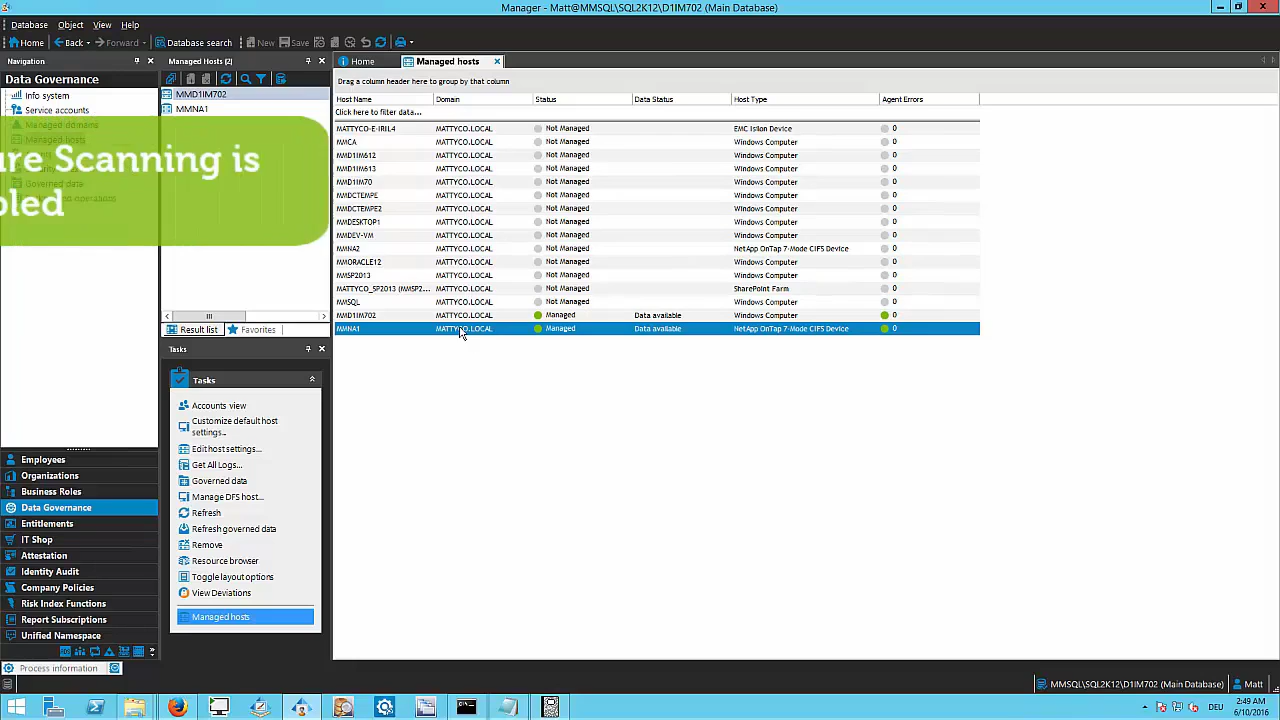 Manager - Matt@MMSQL\SQL2K12\D1IM702 (Main Database)
Database Object View Help
Home Back Forward Database search New Save
Navigation
Data Governance
Info system
Service accounts
Managed domains
Managed hosts
Governed data
ure Scanning is
bled
Managed Hosts (2)
MMD1IM702
MMNA1
Result list Favorites
Tasks
Tasks
Accounts view
Customize default host
settings...
Edit host settings...
Get All Logs...
Governed data
Manage DFS host...
Refresh
Refresh governed data
Remove
Resource browser
Toggle layout options
View Deviations
Managed hosts
Employees
Organizations
Business Roles
Data Governance
Entitlements
IT Shop
Attestation
Identity Audit
Company Policies
Risk Index Functions
Report Subscriptions
Unified Namespace
Process information
Home Managed hosts
Drag a column header here to group by that column
Host Name Domain Status Data Status Host Type Agent Errors
Click here to filter data...
MATTYCO-E-IRIL4 MATTYCO.LOCAL Not Managed EMC Isilon Device 0
MMCA MATTYCO.LOCAL Not Managed Windows Computer 0
MMD1IM612 MATTYCO.LOCAL Not Managed Windows Computer 0
MMD1IM613 MATTYCO.LOCAL Not Managed Windows Computer 0
MMD1IM70 MATTYCO.LOCAL Not Managed Windows Computer 0
MMDCTEMPE MATTYCO.LOCAL Not Managed Windows Computer 0
MMDCTEMPE2 MATTYCO.LOCAL Not Managed Windows Computer 0
MMDESKTOP1 MATTYCO.LOCAL Not Managed Windows Computer 0
MMDEV-VM MATTYCO.LOCAL Not Managed Windows Computer 0
MMNA2 MATTYCO.LOCAL Not Managed NetApp OnTap 7-Mode CIFS Device 0
MMORACLE12 MATTYCO.LOCAL Not Managed Windows Computer 0
MMSP2013 MATTYCO.LOCAL Not Managed Windows Computer 0
MATTYCO_SP2013 (MMSP2... MATTYCO.LOCAL Not Managed SharePoint Farm 0
MMSQL MATTYCO.LOCAL Not Managed Windows Computer 0
MMD1IM702 MATTYCO.LOCAL Managed Data available Windows Computer 0
MMNA1 MATTYCO.LOCAL Managed Data available NetApp OnTap 7-Mode CIFS Device 0
MMSQL\SQL2K12\D1IM702 (Main Database) Matt
DEU
2:49 AM
6/10/2016